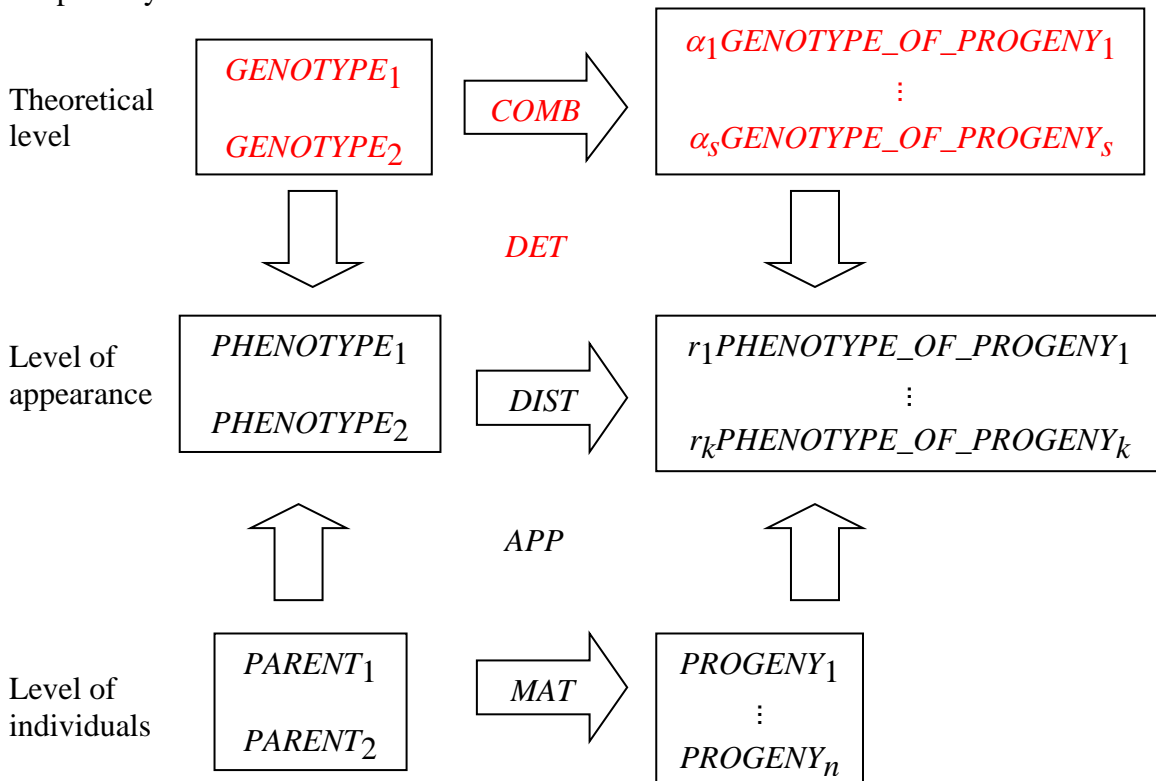 α₁GENOTYPE_OF_PROGENY₁
GENOTYPE₁
Theoretical
level
COMB
⋮
GENOTYPE₂
αₛGENOTYPE_OF_PROGENYₛ
DET
PHENOTYPE₁
r₁PHENOTYPE_OF_PROGENY₁
Level of
appearance
DIST
⋮
PHENOTYPE₂
rₖPHENOTYPE_OF_PROGENYₖ
APP
PARENT₁
PROGENY₁
Level of
individuals
MAT
⋮
PARENT₂
PROGENYₙ